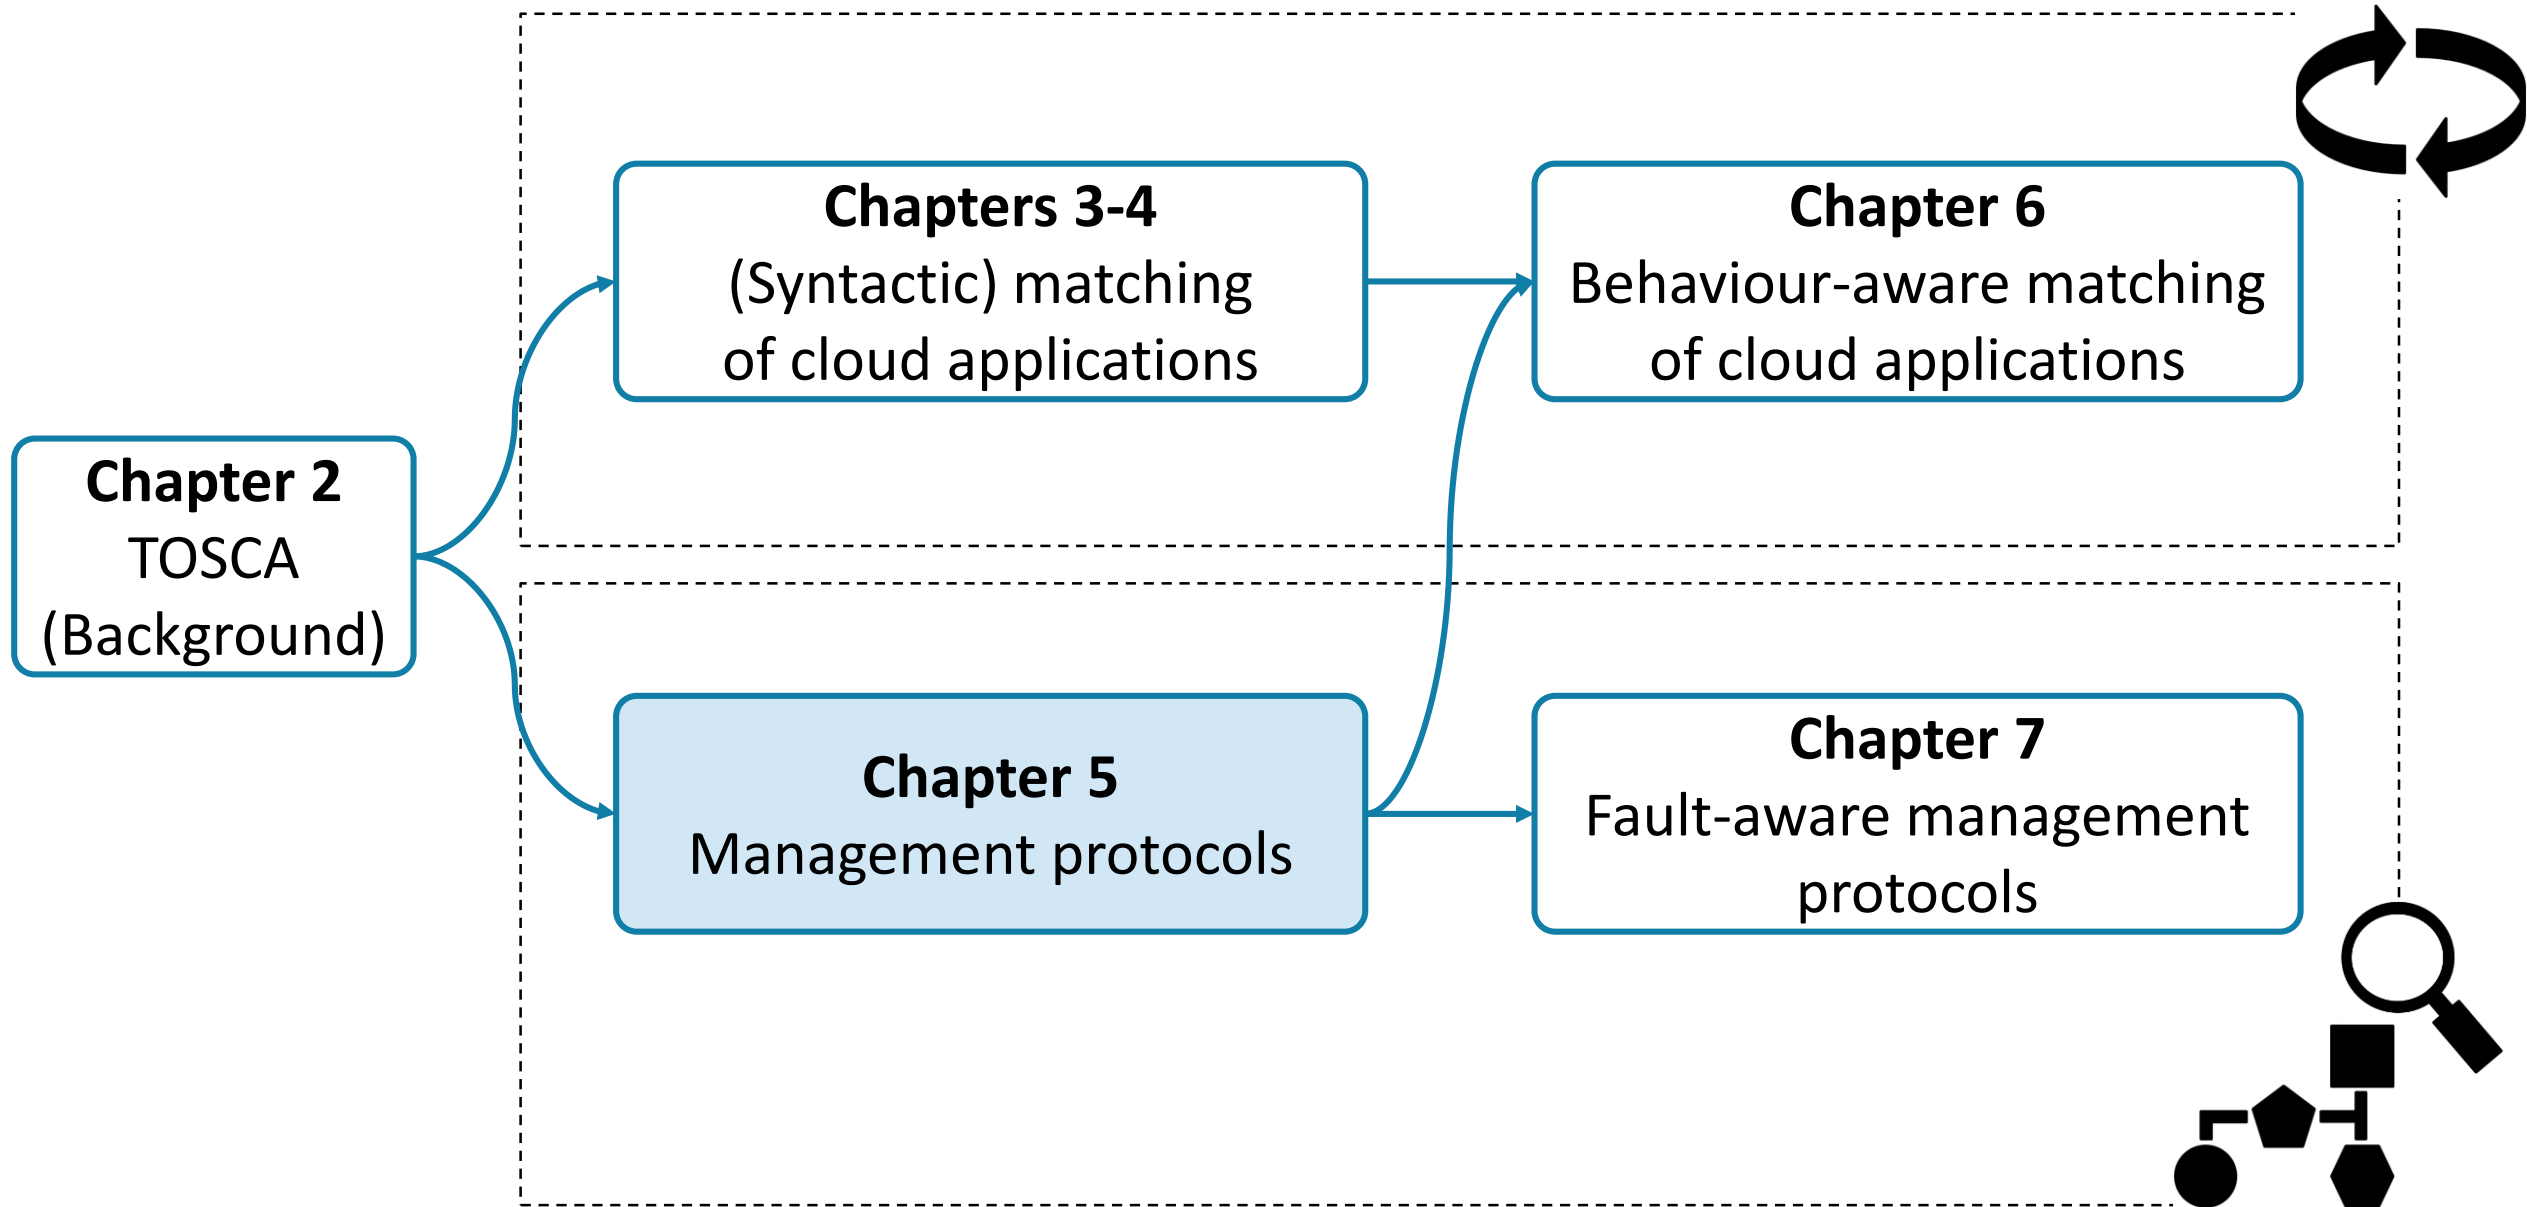 Chapters 3-4
(Syntactic) matching
of cloud applications
Chapter 6
Behaviour-aware matching
of cloud applications
Chapter 2
TOSCA
(Background)
Chapter 5
Management protocols
Chapter 7
Fault-aware management
protocols